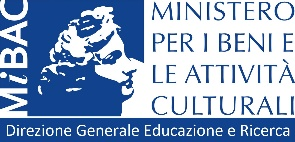 MiBAC
MINISTERO
PER I BENI E
LE ATTIVITÀ
CULTURALI
Direzione Generale Educazione e Ricerca